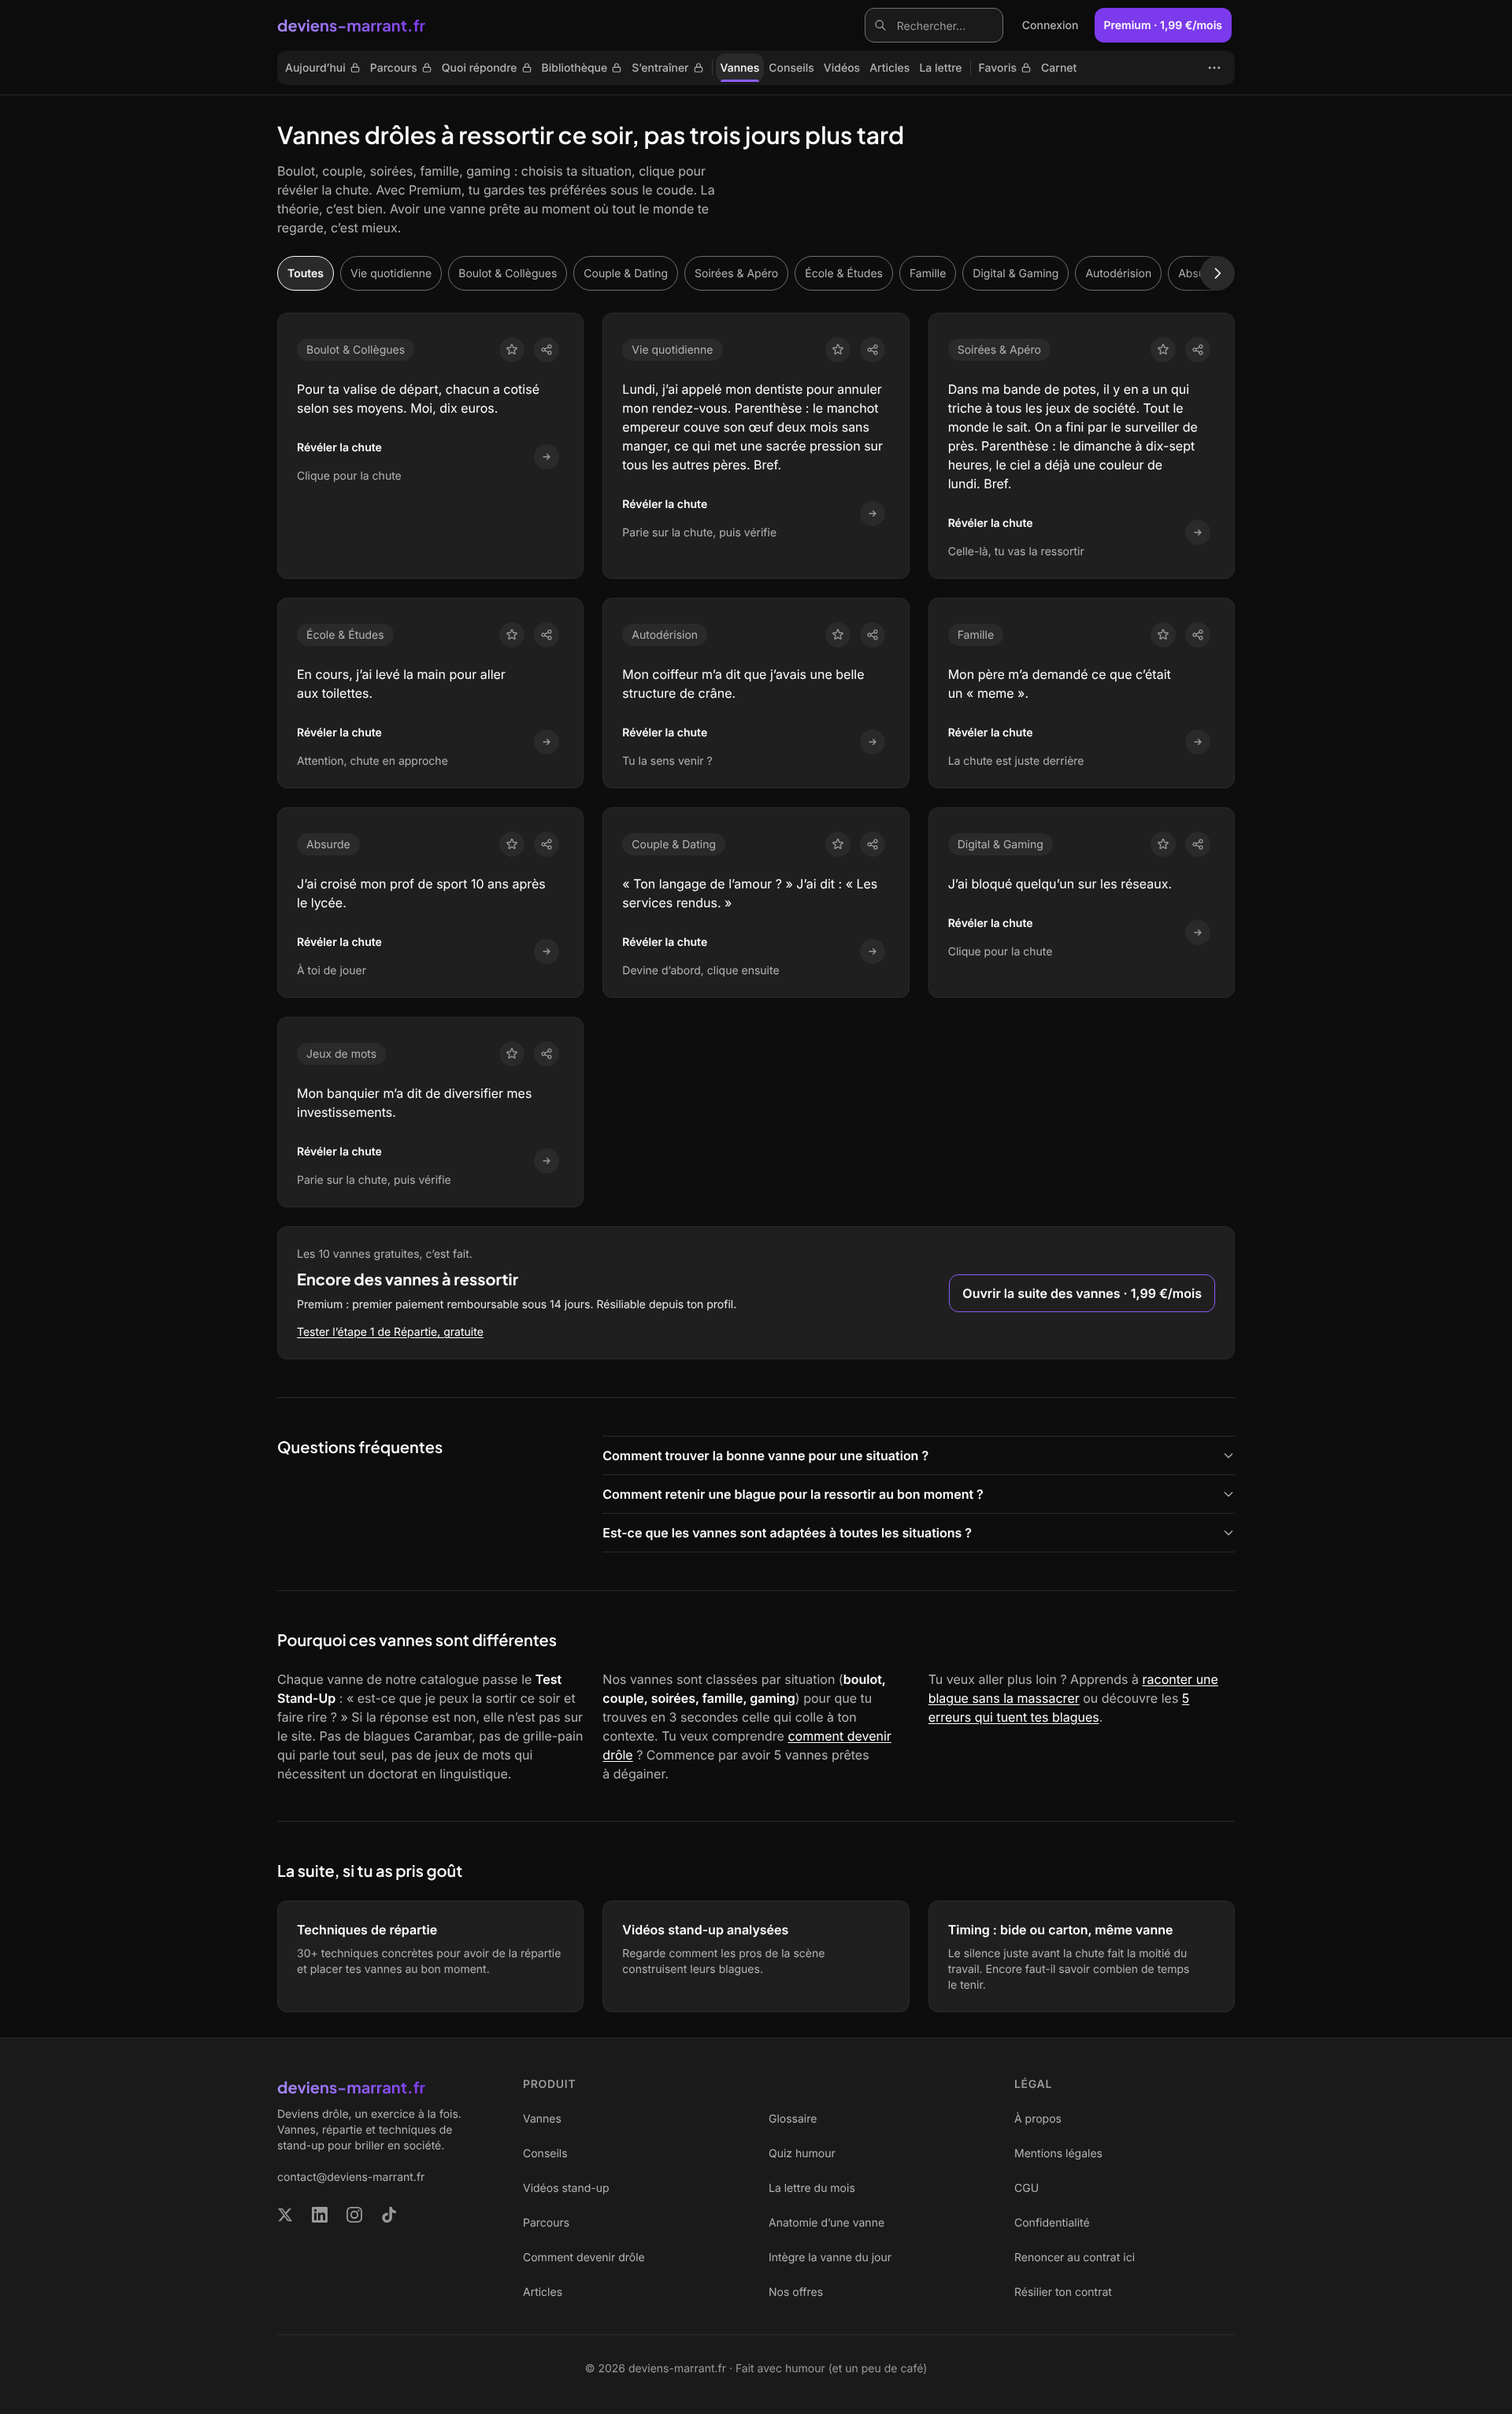 deviens-marrant.fr
Rechercher...
Connexion
Premium · 1,99 €/mois
Aujourd’hui
Parcours
Quoi répondre
Bibliothèque
S’entraîner
Vannes
Conseils
Vidéos
Articles
La lettre
Favoris
Carnet
Vannes drôles à ressortir ce soir, pas trois jours plus tard
Boulot, couple, soirées, famille, gaming : choisis ta situation, clique pour
révéler la chute. Avec Premium, tu gardes tes préférées sous le coude. La
théorie, c’est bien. Avoir une vanne prête au moment où tout le monde te
regarde, c’est mieux.
Toutes
Vie quotidienne
Boulot & Collègues
Couple & Dating
Soirées & Apéro
École & Études
Famille
Digital & Gaming
Autodérision
Boulot & Collègues
Pour ta valise de départ, chacun a cotisé
selon ses moyens. Moi, dix euros.
Révéler la chute
Clique pour la chute
Vie quotidienne
Lundi, j’ai appelé mon dentiste pour annuler
mon rendez-vous. Parenthèse : le manchot
empereur couve son œuf deux mois sans
manger, ce qui met une sacrée pression sur
tous les autres pères. Bref.
Révéler la chute
Parie sur la chute, puis vérifie
Soirées & Apéro
Dans ma bande de potes, il y en a un qui
triche à tous les jeux de société. Tout le
monde le sait. On a fini par le surveiller de
près. Parenthèse : le dimanche à dix-sept
heures, le ciel a déjà une couleur de
lundi. Bref.
Révéler la chute
Celle-là, tu vas la ressortir
École & Études
En cours, j’ai levé la main pour aller
aux toilettes.
Révéler la chute
Attention, chute en approche
Autodérision
Mon coiffeur m’a dit que j’avais une belle
structure de crâne.
Révéler la chute
Tu la sens venir ?
Famille
Mon père m’a demandé ce que c’était
un « meme ».
Révéler la chute
La chute est juste derrière
Absurde
J’ai croisé mon prof de sport 10 ans après
le lycée.
Révéler la chute
À toi de jouer
Couple & Dating
« Ton langage de l’amour ? » J’ai dit : « Les
services rendus. »
Révéler la chute
Devine d’abord, clique ensuite
Digital & Gaming
J’ai bloqué quelqu’un sur les réseaux.
Révéler la chute
Clique pour la chute
Jeux de mots
Mon banquier m’a dit de diversifier mes
investissements.
Révéler la chute
Parie sur la chute, puis vérifie
Les 10 vannes gratuites, c’est fait.
Encore des vannes à ressortir
Premium : premier paiement remboursable sous 14 jours. Résiliable depuis ton profil.
Tester l’étape 1 de Répartie, gratuite
Ouvrir la suite des vannes · 1,99 €/mois
Questions fréquentes
Comment trouver la bonne vanne pour une situation ?
Comment retenir une blague pour la ressortir au bon moment ?
Est-ce que les vannes sont adaptées à toutes les situations ?
Pourquoi ces vannes sont différentes
Chaque vanne de notre catalogue passe le Test
Stand-Up : « est-ce que je peux la sortir ce soir et
faire rire ? » Si la réponse est non, elle n’est pas sur
le site. Pas de blagues Carambar, pas de grille-pain
qui parle tout seul, pas de jeux de mots qui
nécessitent un doctorat en linguistique.
Nos vannes sont classées par situation (boulot,
couple, soirées, famille, gaming) pour que tu
trouves en 3 secondes celle qui colle à ton
contexte. Tu veux comprendre comment devenir
drôle ? Commence par avoir 5 vannes prêtes
à dégainer.
Tu veux aller plus loin ? Apprends à raconter une
blague sans la massacrer ou découvre les 5
erreurs qui tuent tes blagues.
La suite, si tu as pris goût
Techniques de répartie
30+ techniques concrètes pour avoir de la répartie
et placer tes vannes au bon moment.
Vidéos stand-up analysées
Regarde comment les pros de la scène
construisent leurs blagues.
Timing : bide ou carton, même vanne
Le silence juste avant la chute fait la moitié du
travail. Encore faut-il savoir combien de temps
le tenir.
deviens-marrant.fr
Deviens drôle, un exercice à la fois.
Vannes, répartie et techniques de
stand-up pour briller en société.
contact@deviens-marrant.fr
PRODUIT
Vannes
Conseils
Vidéos stand-up
Parcours
Comment devenir drôle
Articles
Glossaire
Quiz humour
La lettre du mois
Anatomie d’une vanne
Intègre la vanne du jour
Nos offres
LÉGAL
À propos
Mentions légales
CGU
Confidentialité
Renoncer au contrat ici
Résilier ton contrat
© 2026 deviens-marrant.fr · Fait avec humour (et un peu de café)